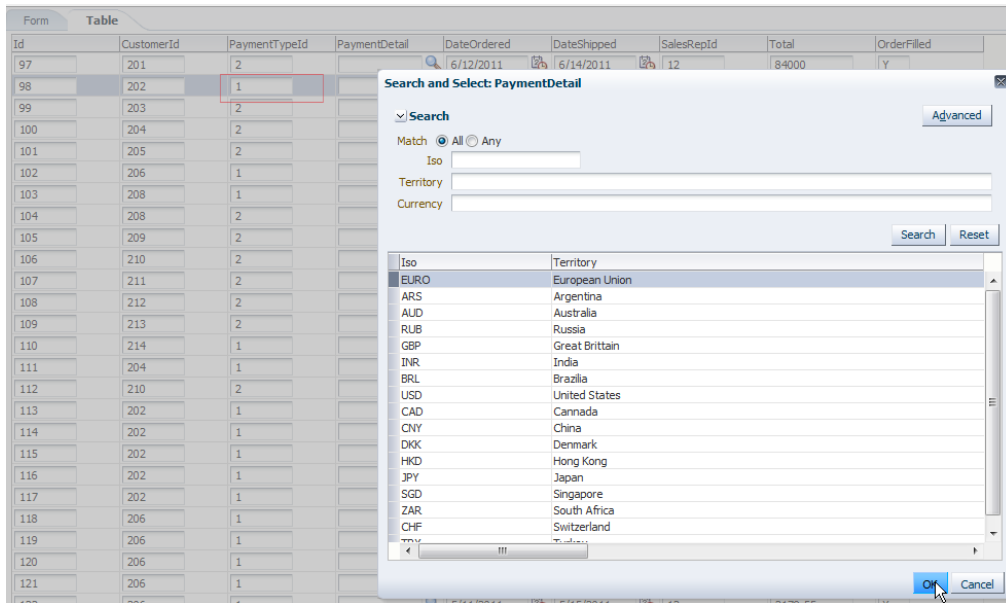 Form Table
Id CustomerId PaymentTypeId PaymentDetail DateOrdered DateShipped SalesRepId Total OrderFilled
97 201 2 6/12/2011 6/14/2011 12 84000 Y
98 202 1
99 203 2
100 204 2
101 205 2
102 206 1
103 208 1
104 208 2
105 209 2
106 210 2
107 211 2
108 212 2
109 213 2
110 214 1
111 204 1
112 210 2
113 202 1
114 202 1
115 202 1
116 202 1
117 202 1
118 206 1
119 206 1
120 206 1
121 206 1
Search and Select: PaymentDetail
Search
Advanced
Match All Any
Iso
Territory
Currency
Search Reset
Iso Territory
EURO European Union
ARS Argentina
AUD Australia
RUB Russia
GBP Great Brittain
INR India
BRL Brazilia
USD United States
CAD Cannada
CNY China
DKK Denmark
HKD Hong Kong
JPY Japan
SGD Singapore
ZAR South Africa
CHF Switzerland
OK Cancel